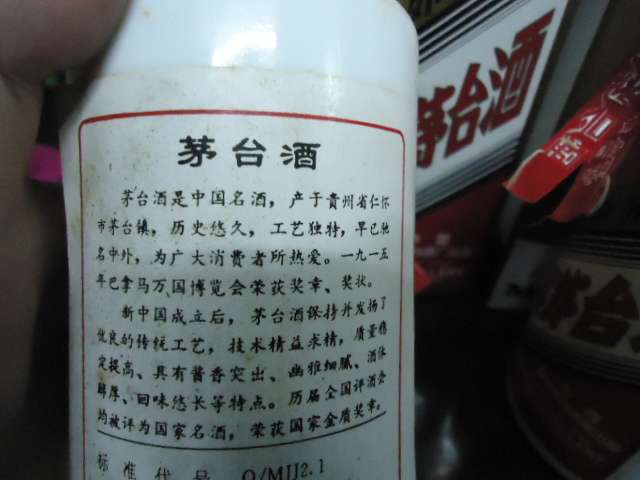 茅台酒
茅台酒是中国名酒，产于贵州省仁怀
市茅台镇，历史悠久，工艺独特，早已驰
名中外，为广大消费者所热爱。一九一五
年巴拿马万国博览会荣获奖章、奖状。
新中国成立后，茅台酒保持并发扬了
优良的传统工艺，技术精益求精，质量稳
定提高、具有酱香突出、幽雅细腻、酒体
醇厚、回味悠长等特点。历届全国评酒会
均被评为国家名酒，荣获国家金质奖章。
标准代号 Q/MJJ2.1
茅台酒
茅台